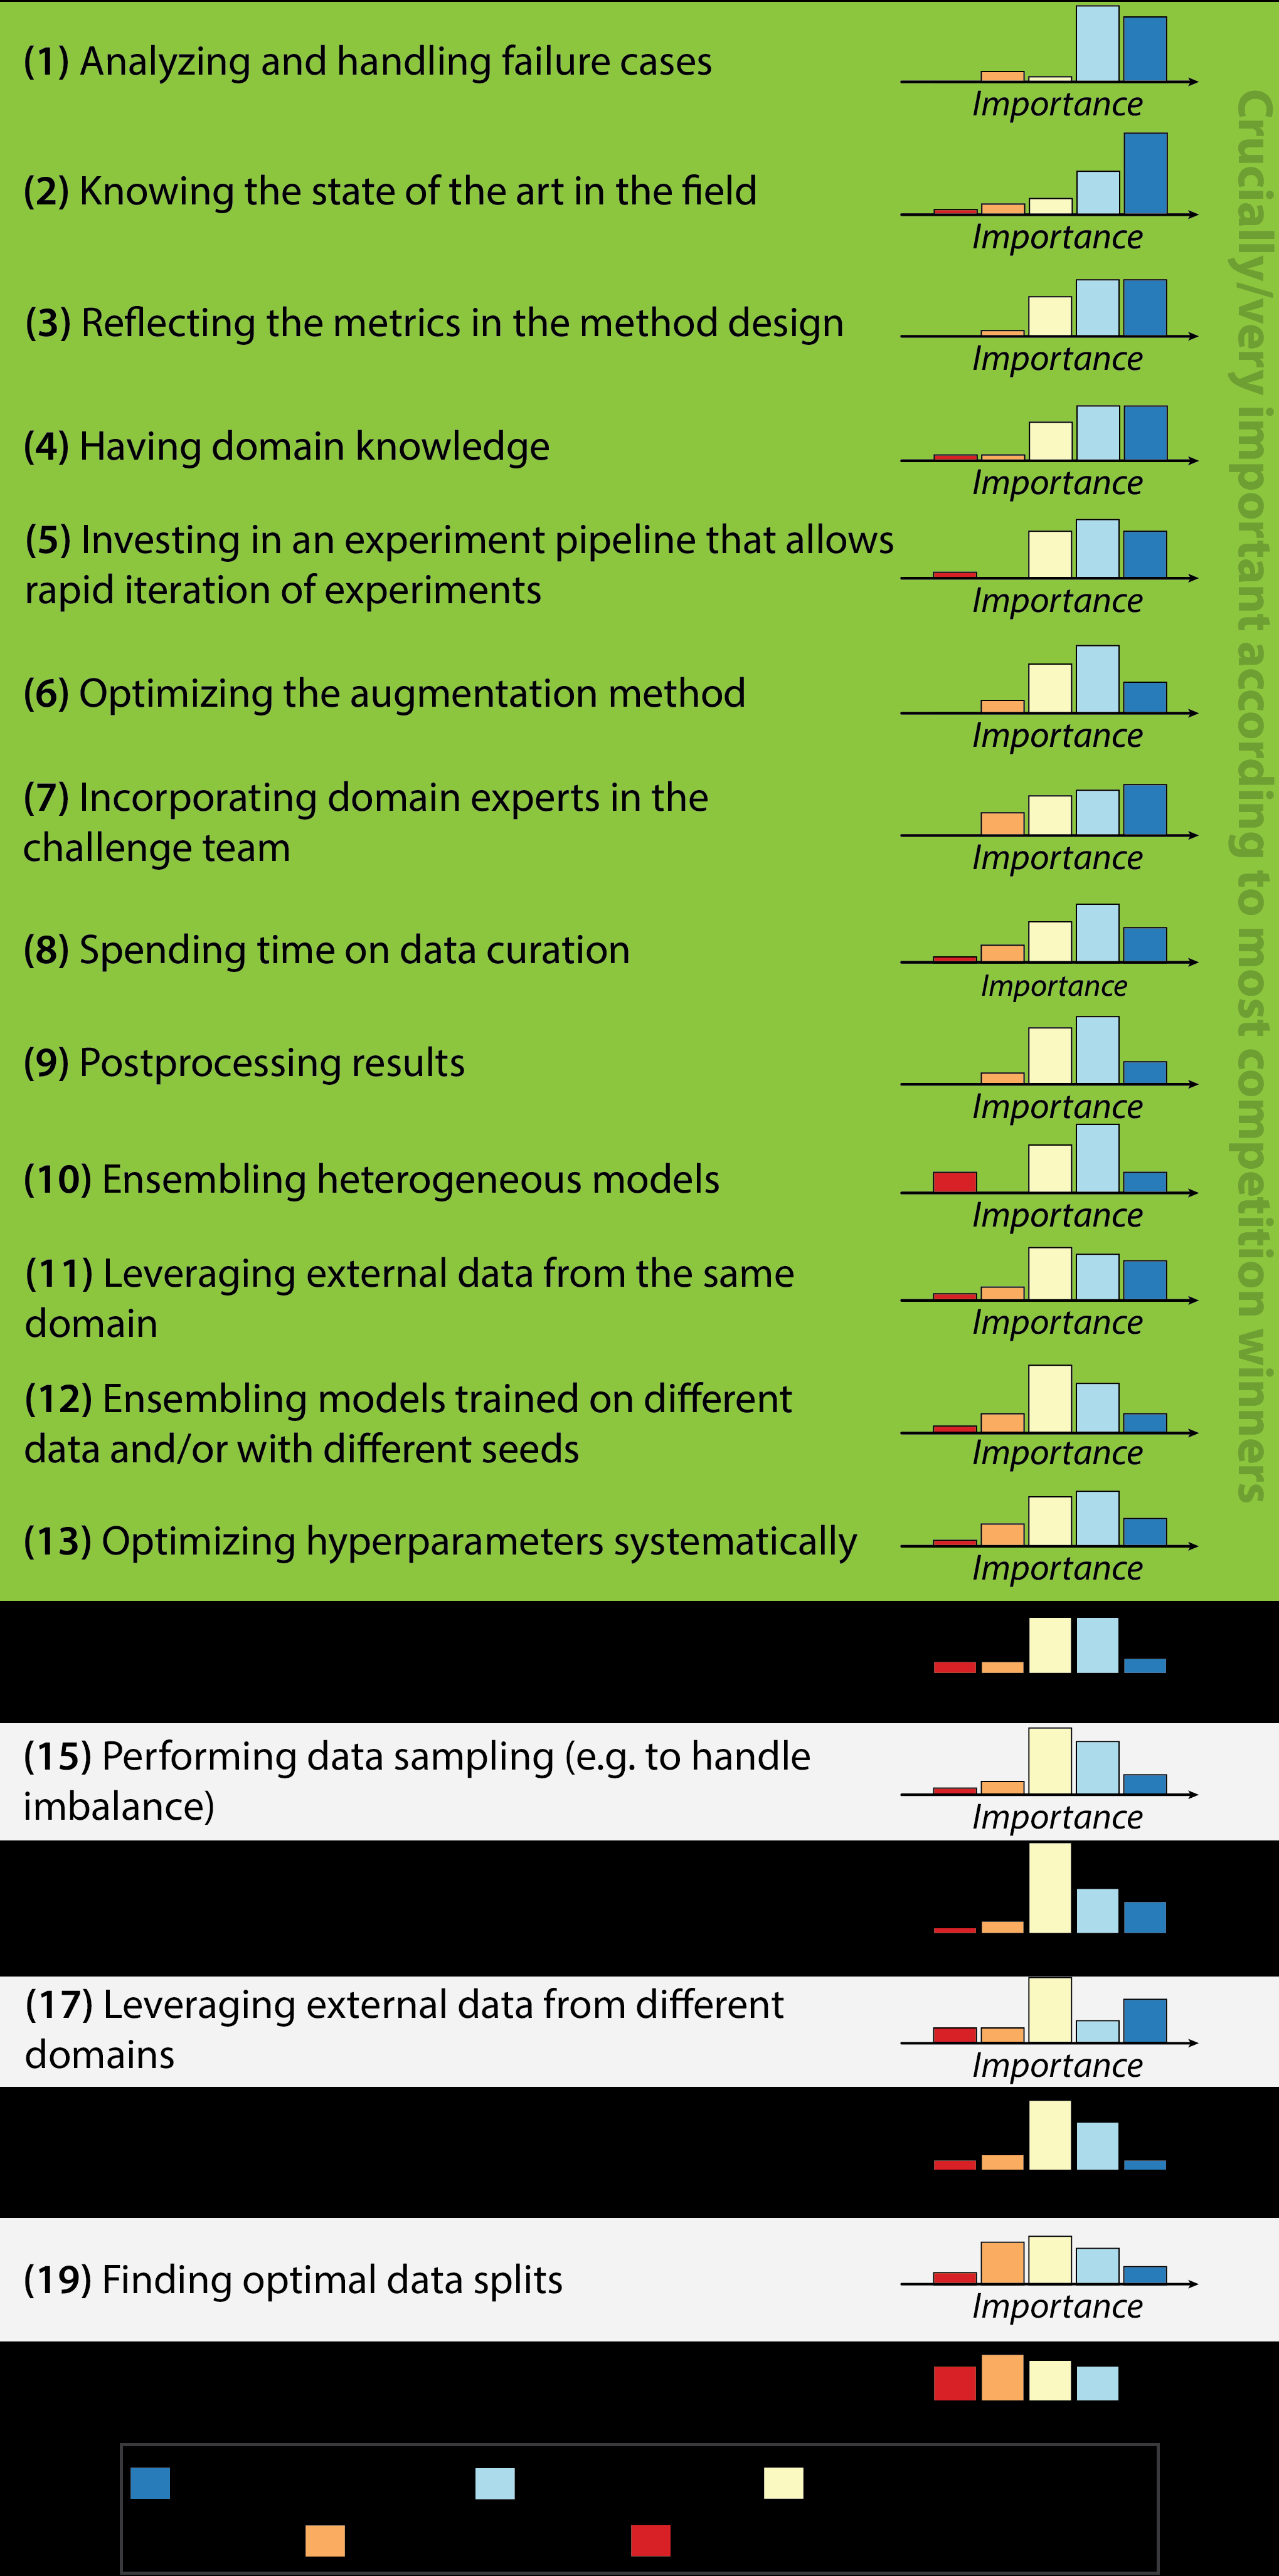 (1) Analyzing and handling failure cases
Importance
(2) Knowing the state of the art in the field
Importance
(3) Reflecting the metrics in the method design
Importance
(4) Having domain knowledge
Importance
(5) Investing in an experiment pipeline that allows
rapid iteration of experiments
Importance
(6) Optimizing the augmentation method
Importance
(7) Incorporating domain experts in the
challenge team
Importance
(8) Spending time on data curation
Importance
(9) Postprocessing results
Importance
(10) Ensembling heterogeneous models
Importance
(11) Leveraging external data from the same
domain
Importance
(12) Ensembling models trained on different
data and/or with different seeds
Importance
(13) Optimizing hyperparameters systematically
Importance
Crucially/very important according to most competition winners
(15) Performing data sampling (e.g. to handle
imbalance)
Importance
(17) Leveraging external data from different
domains
Importance
(19) Finding optimal data splits
Importance